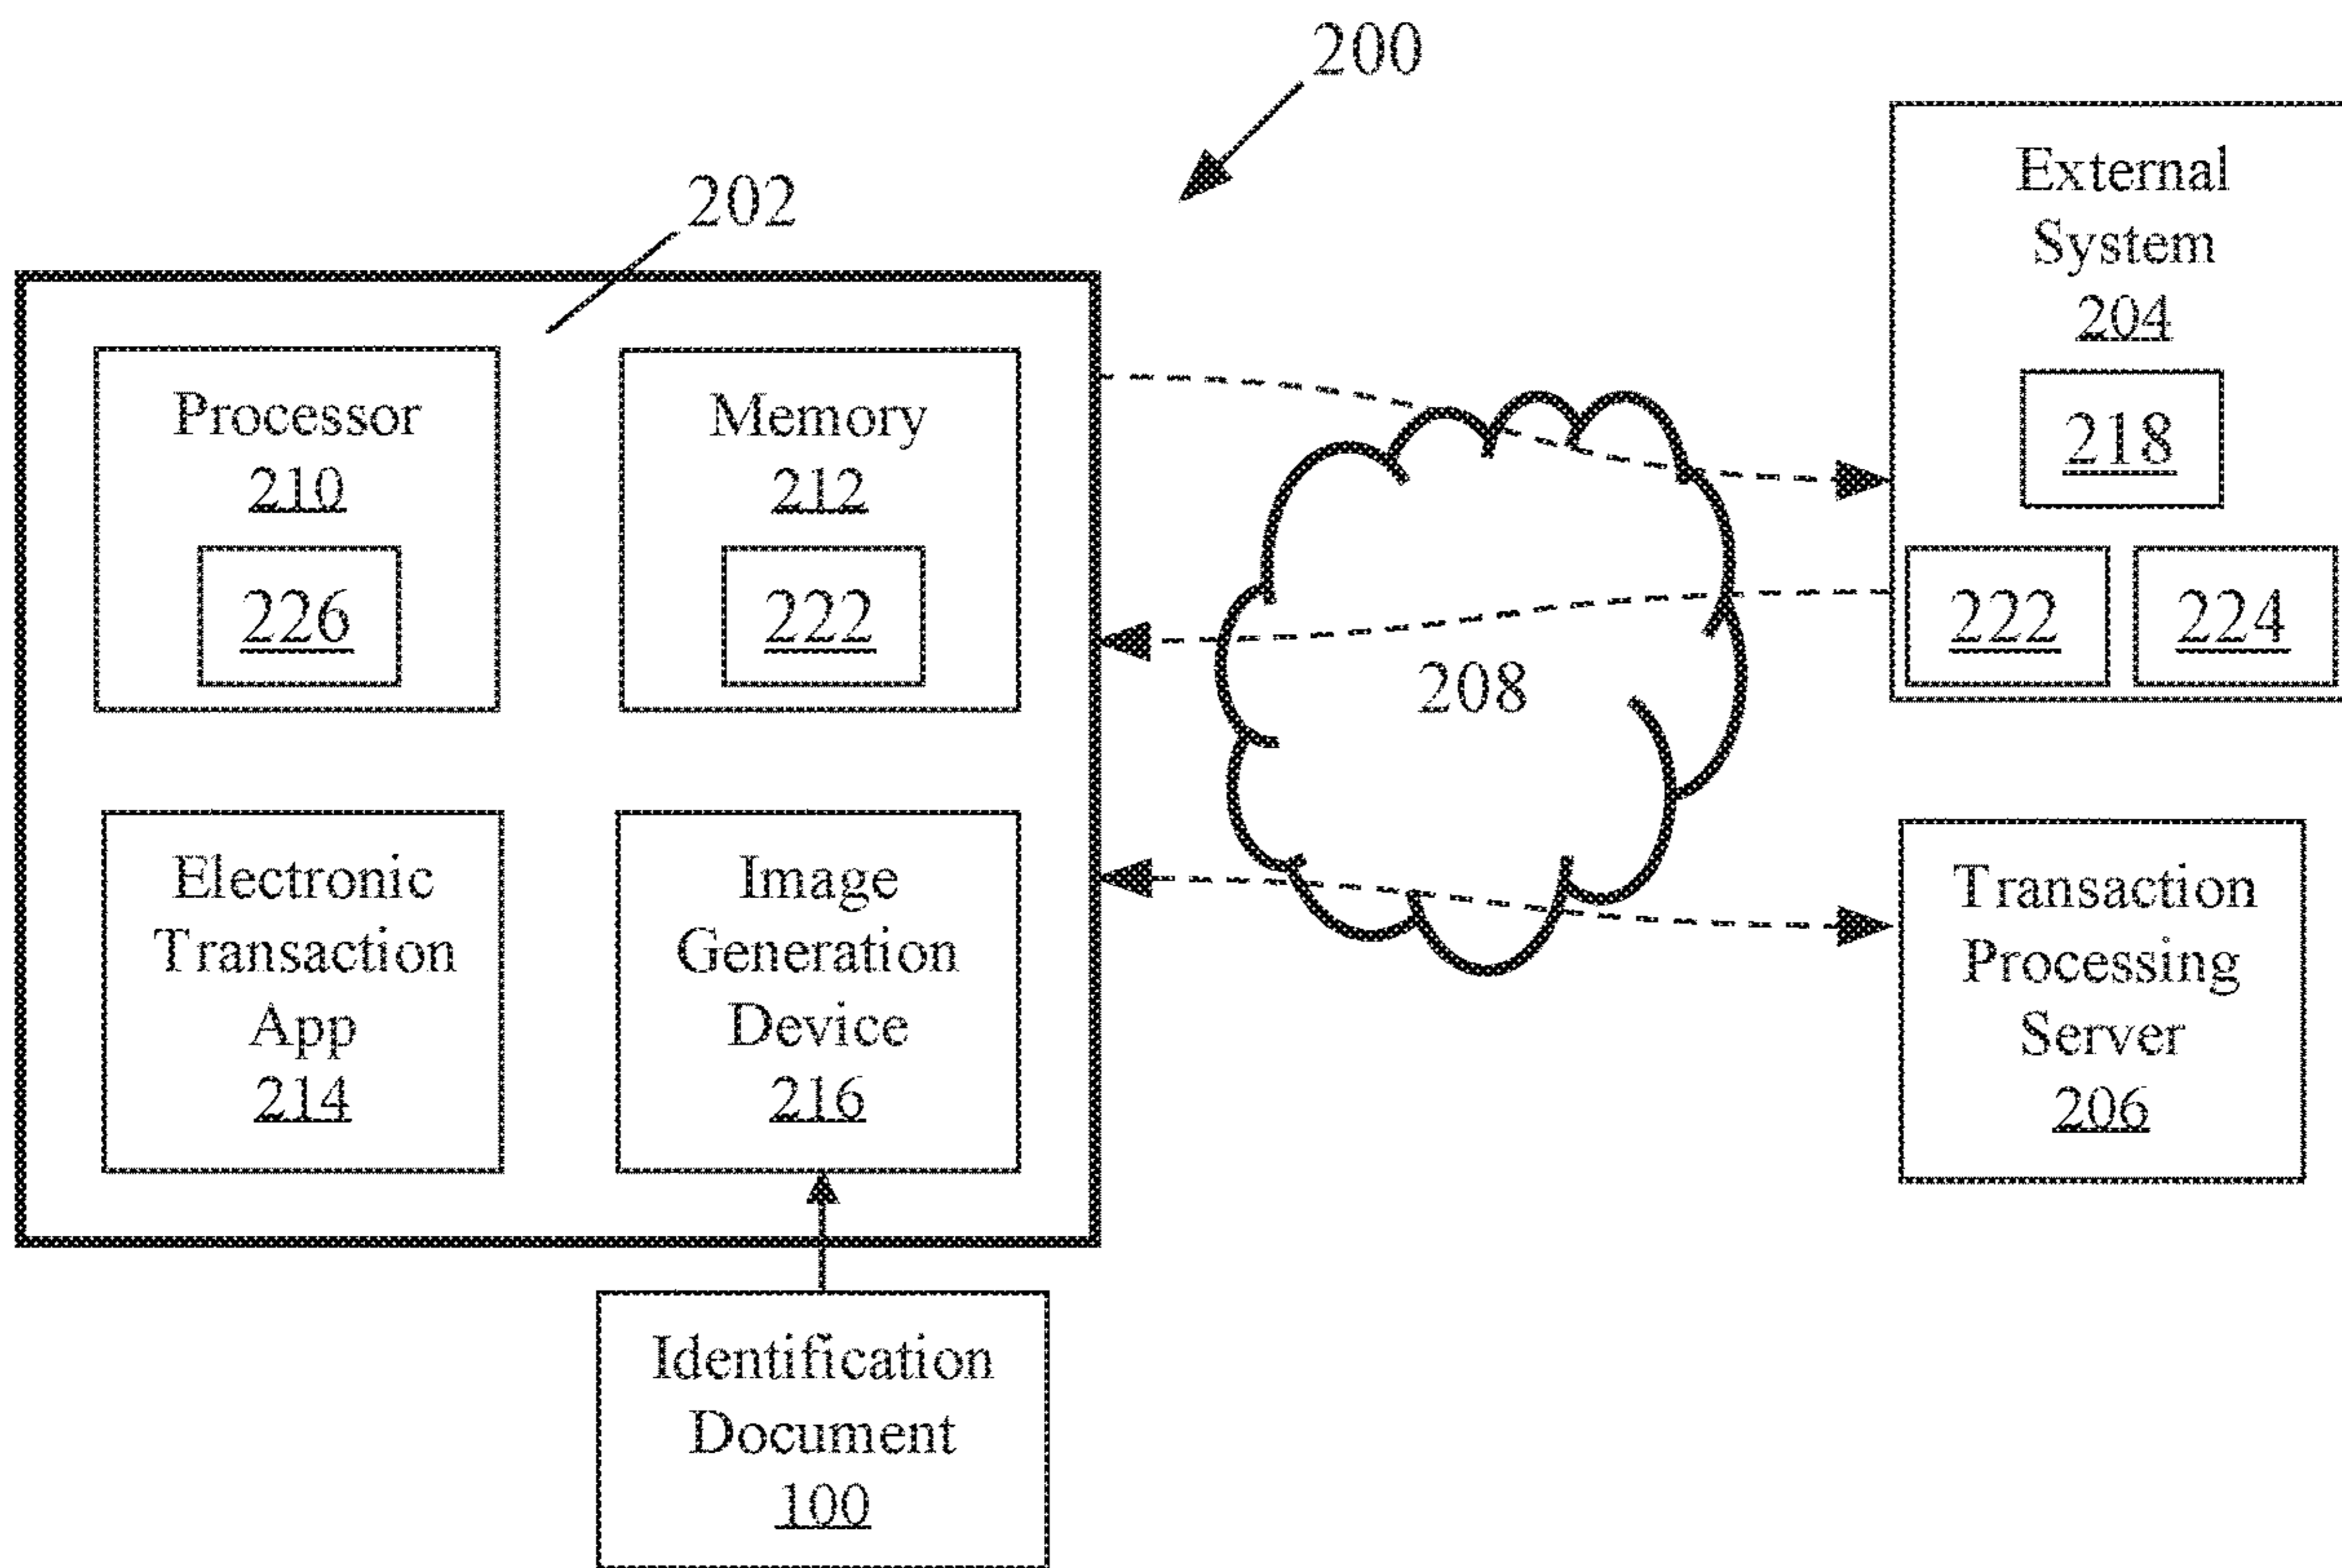 200
202
Processor
210
226
Memory
212
222
Electronic
Transaction
App
214
Image
Generation
Device
216
Identification
Document
100
208
External
System
204
218
222
224
Transaction
Processing
Server
206